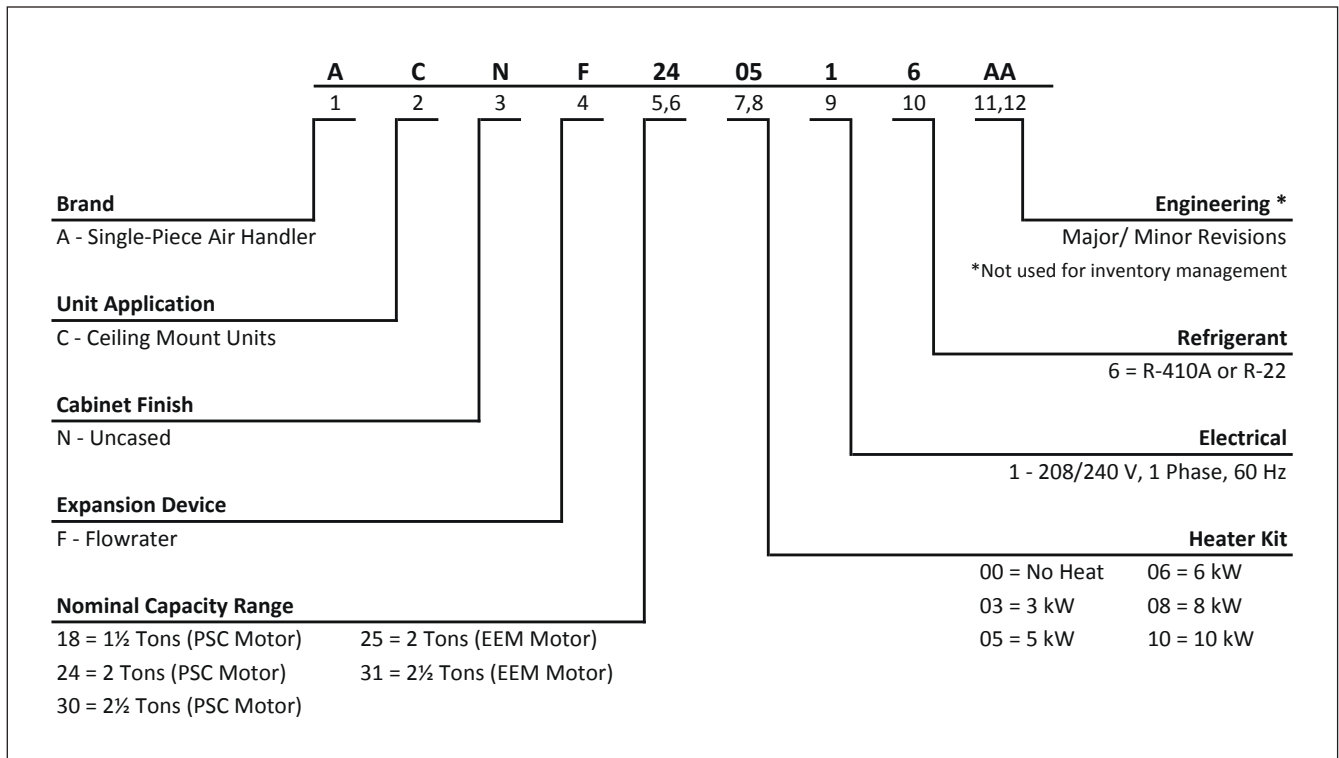 A C N F 24 05 1 6 AA
1 2 3 4 5,6 7,8 9 10 11,12
Brand
A - Single-Piece Air Handler
Unit Application
C - Ceiling Mount Units
Cabinet Finish
N - Uncased
Expansion Device
F - Flowrater
Nominal Capacity Range
18 = 1½ Tons (PSC Motor) 25 = 2 Tons (EEM Motor)
24 = 2 Tons (PSC Motor) 31 = 2½ Tons (EEM Motor)
30 = 2½ Tons (PSC Motor)
Engineering *
Major/ Minor Revisions
*Not used for inventory management
Refrigerant
6 = R-410A or R-22
Electrical
1 - 208/240 V, 1 Phase, 60 Hz
Heater Kit
00 = No Heat 06 = 6 kW
03 = 3 kW 08 = 8 kW
05 = 5 kW 10 = 10 kW